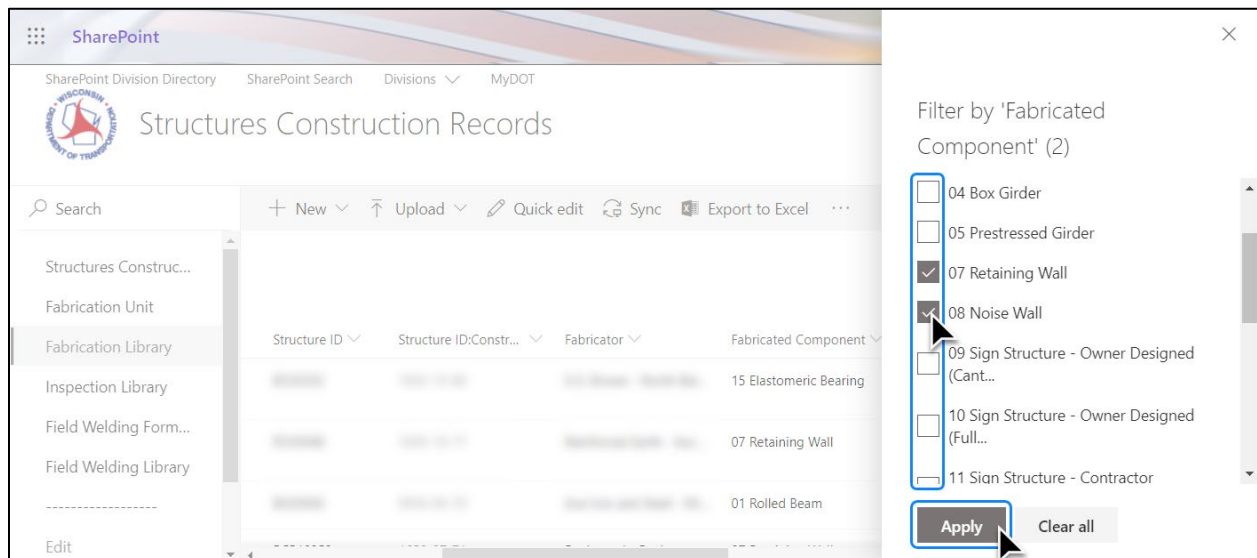 SharePoint
SharePoint Division Directory SharePoint Search Divisions MyDOT
WISCONSIN
DEPARTMENT OF TRANSPORTATION
Structures Construction Records
Search
New Upload Quick edit Sync Export to Excel ...
Structures Construc...
Fabrication Unit
Fabrication Library
Inspection Library
Field Welding Form...
Field Welding Library
-----------------
Edit
Structure ID Structure ID:Constr... Fabricator Fabricated Component
15 Elastomeric Bearing
07 Retaining Wall
01 Rolled Beam
Filter by 'Fabricated
Component' (2)
04 Box Girder
05 Prestressed Girder
07 Retaining Wall
08 Noise Wall
09 Sign Structure - Owner Designed
(Cant...
10 Sign Structure - Owner Designed
(Full...
11 Sign Structure - Contractor
Apply Clear all